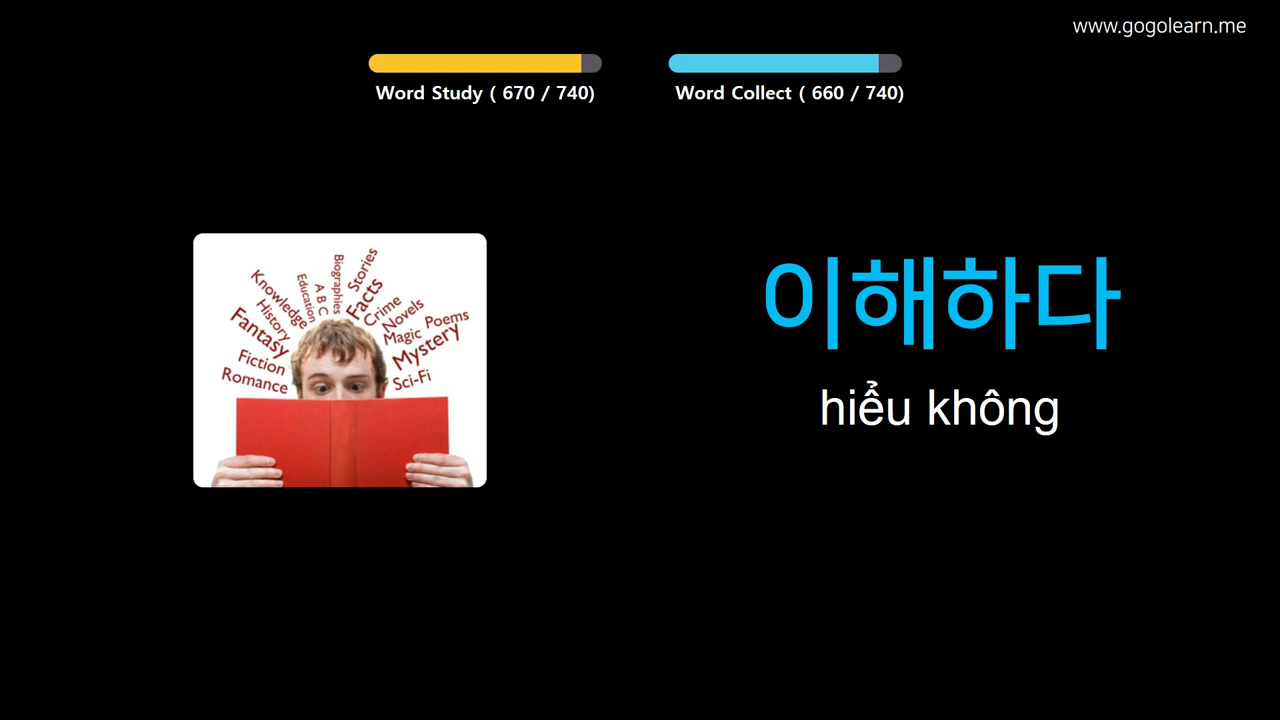 www.gogolearn.me
Word Study ( 670 / 740)
Word Collect ( 660 / 740)
이해하다
hiểu không
Stories
Biographies
Facts
A B C
Education
Knowledge
Crime
History
Novels
Fantasy
Magic
Poems
Mystery
Fiction
Romance
Sci-Fi